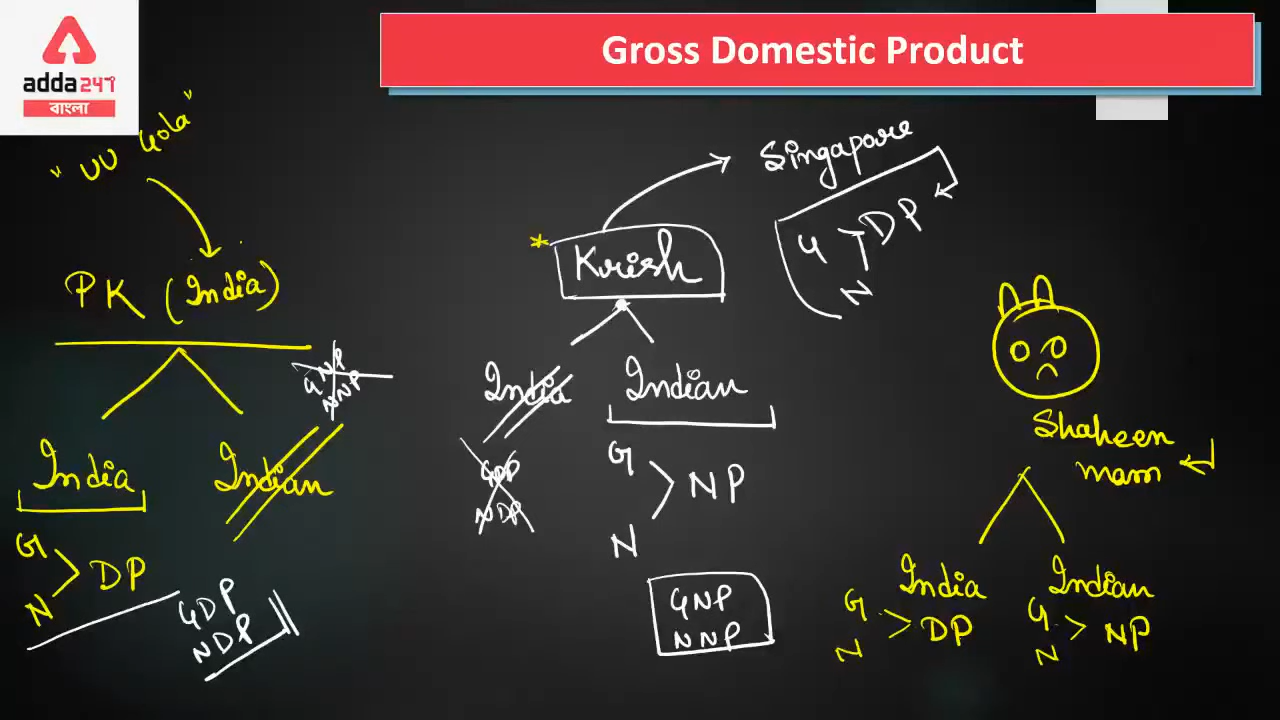 Gross Domestic Product
adda247
বাংলা
" UU Gola "
PK (India)
India
Indian
GNP
NNP
G
N
DP
GDP
NDP
Singapore
G
N
DP
* Krish
India
Indian
GDP
NDP
G
N
NP
GNP
NNP
Shaheen
mam
India
Indian
G
N
DP
G
N
NP